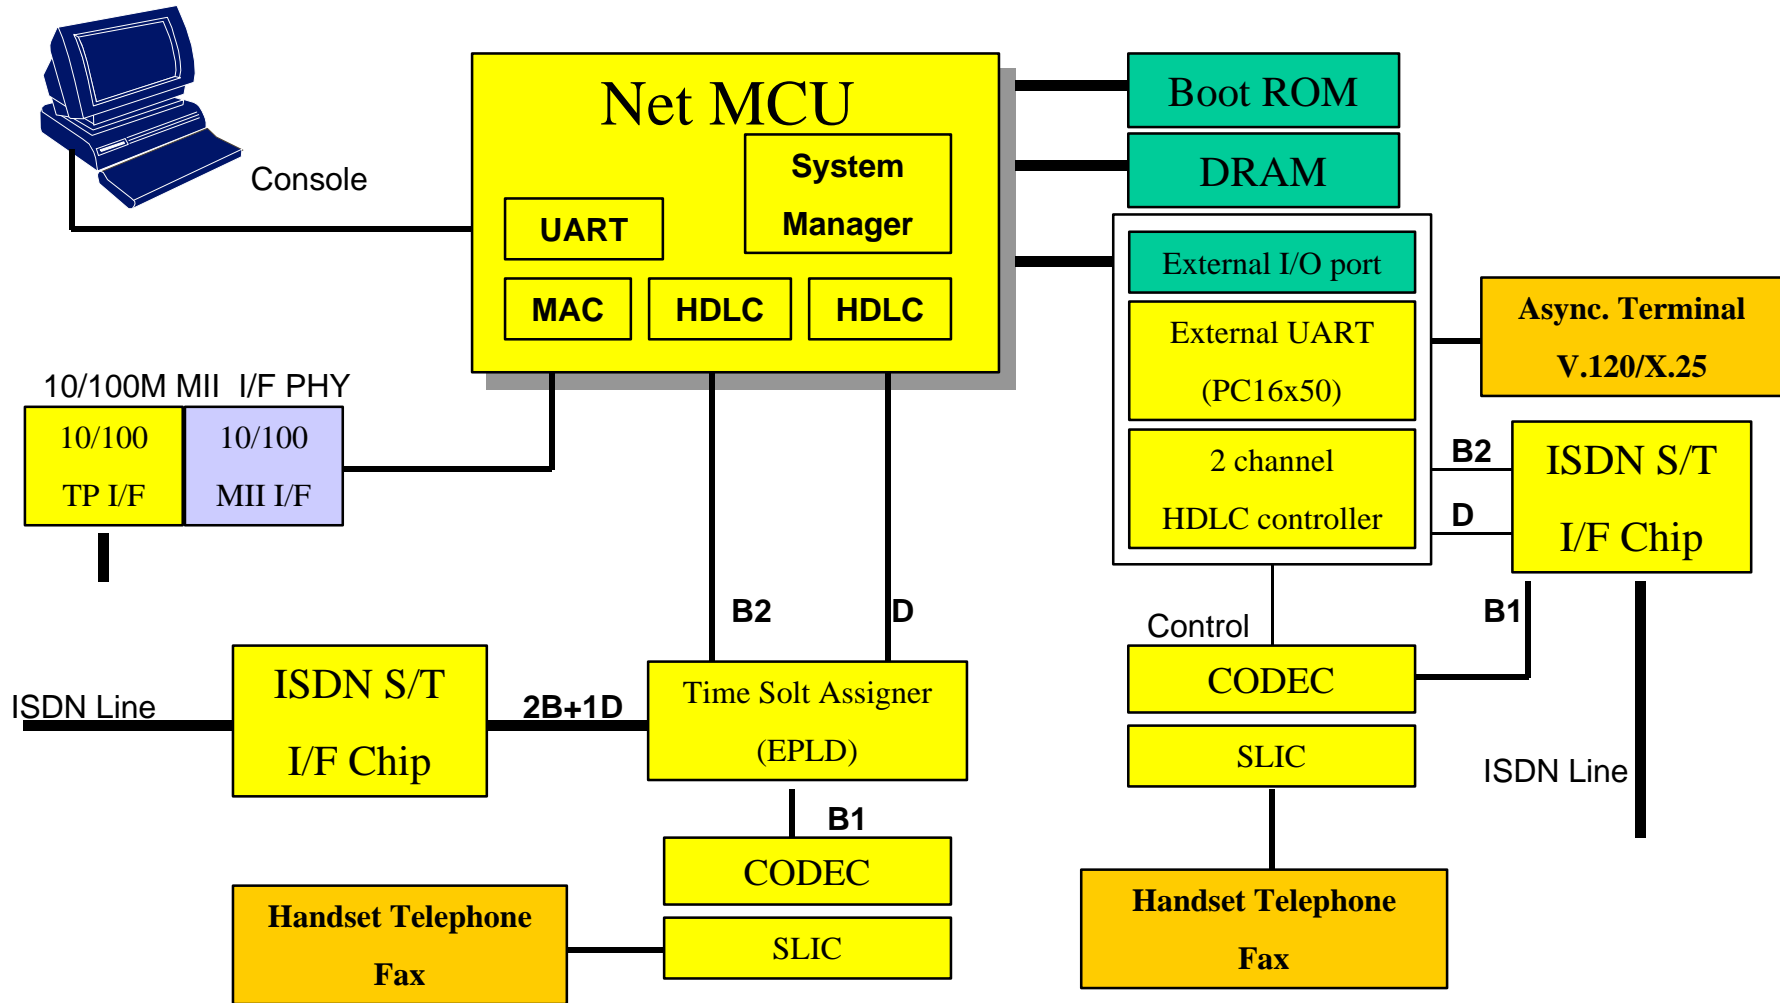 Net MCU
Boot ROM
System
Manager
DRAM
Console
UART
External I/O port
MAC
HDLC
HDLC
External UART
(PC16x50)
Async. Terminal
V.120/X.25
10/100M MII  I/F PHY
10/100
TP I/F
10/100
MII I/F
2 channel
HDLC controller
B2
D
ISDN S/T
I/F Chip
B2
D
Control
B1
ISDN Line
ISDN S/T
I/F Chip
2B+1D
Time Solt Assigner
(EPLD)
CODEC
SLIC
ISDN Line
B1
CODEC
SLIC
Handset Telephone
Fax
Handset Telephone
Fax